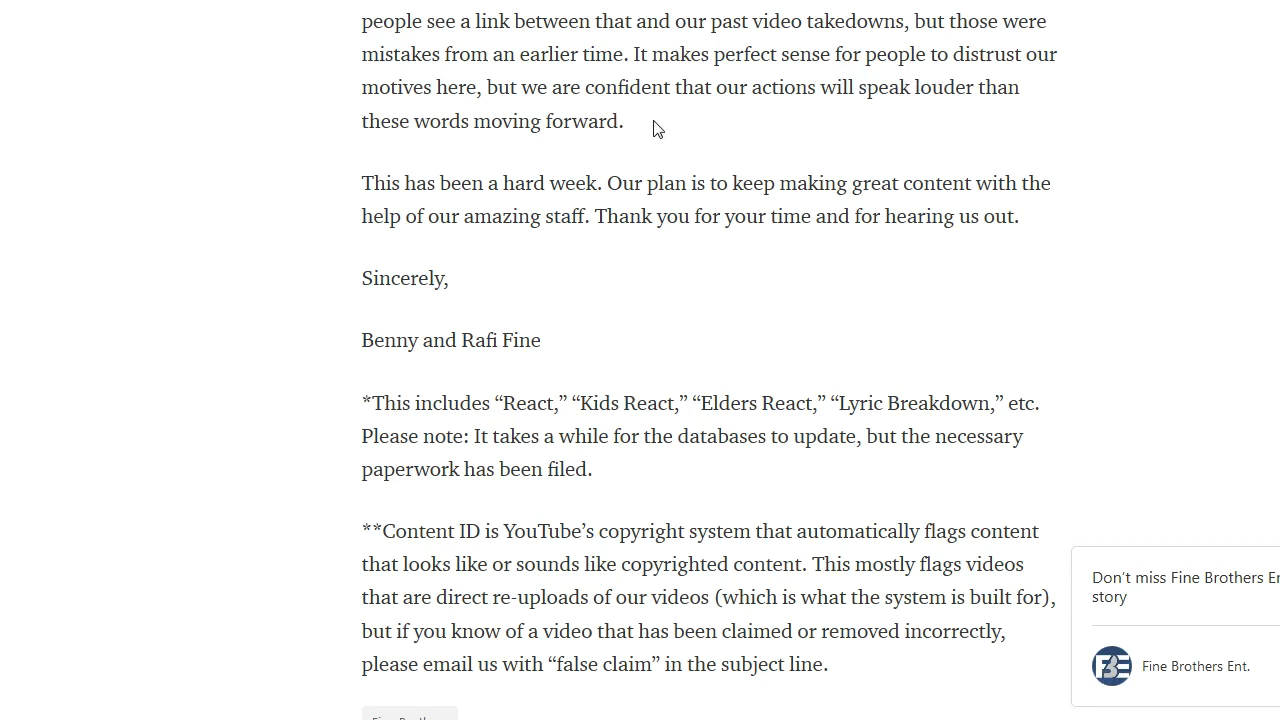 people see a link between that and our past video takedowns, but those were
mistakes from an earlier time. It makes perfect sense for people to distrust our
motives here, but we are confident that our actions will speak louder than
these words moving forward.
This has been a hard week. Our plan is to keep making great content with the
help of our amazing staff. Thank you for your time and for hearing us out.
Sincerely,
Benny and Rafi Fine
*This includes “React,” “Kids React,” “Elders React,” “Lyric Breakdown,” etc.
Please note: It takes a while for the databases to update, but the necessary
paperwork has been filed.
**Content ID is YouTube’s copyright system that automatically flags content
that looks like or sounds like copyrighted content. This mostly flags videos
that are direct re-uploads of our videos (which is what the system is built for),
but if you know of a video that has been claimed or removed incorrectly,
please email us with “false claim” in the subject line.
Don’t miss Fine Brothers
story
FBE
Fine Brothers Ent.